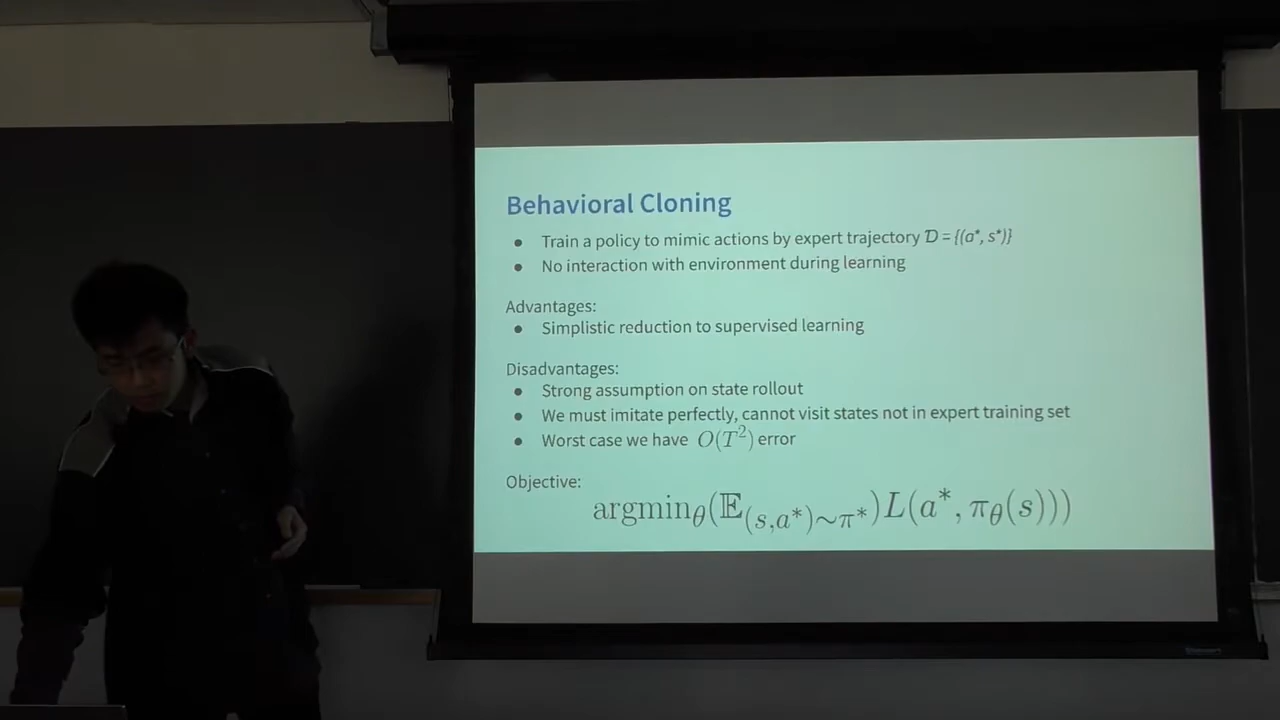 Behavioral Cloning
● Train a policy to mimic actions by expert trajectory 𝒟 = {(a*, s*)}
● No interaction with environment during learning
Advantages:
● Simplistic reduction to supervised learning
Disadvantages:
● Strong assumption on state rollout
● We must imitate perfectly, cannot visit states not in expert training set
● Worst case we have O(T²) error
Objective:
argmin_θ(𝔼_(s,a*)∼π*)L(a*, π_θ(s)))